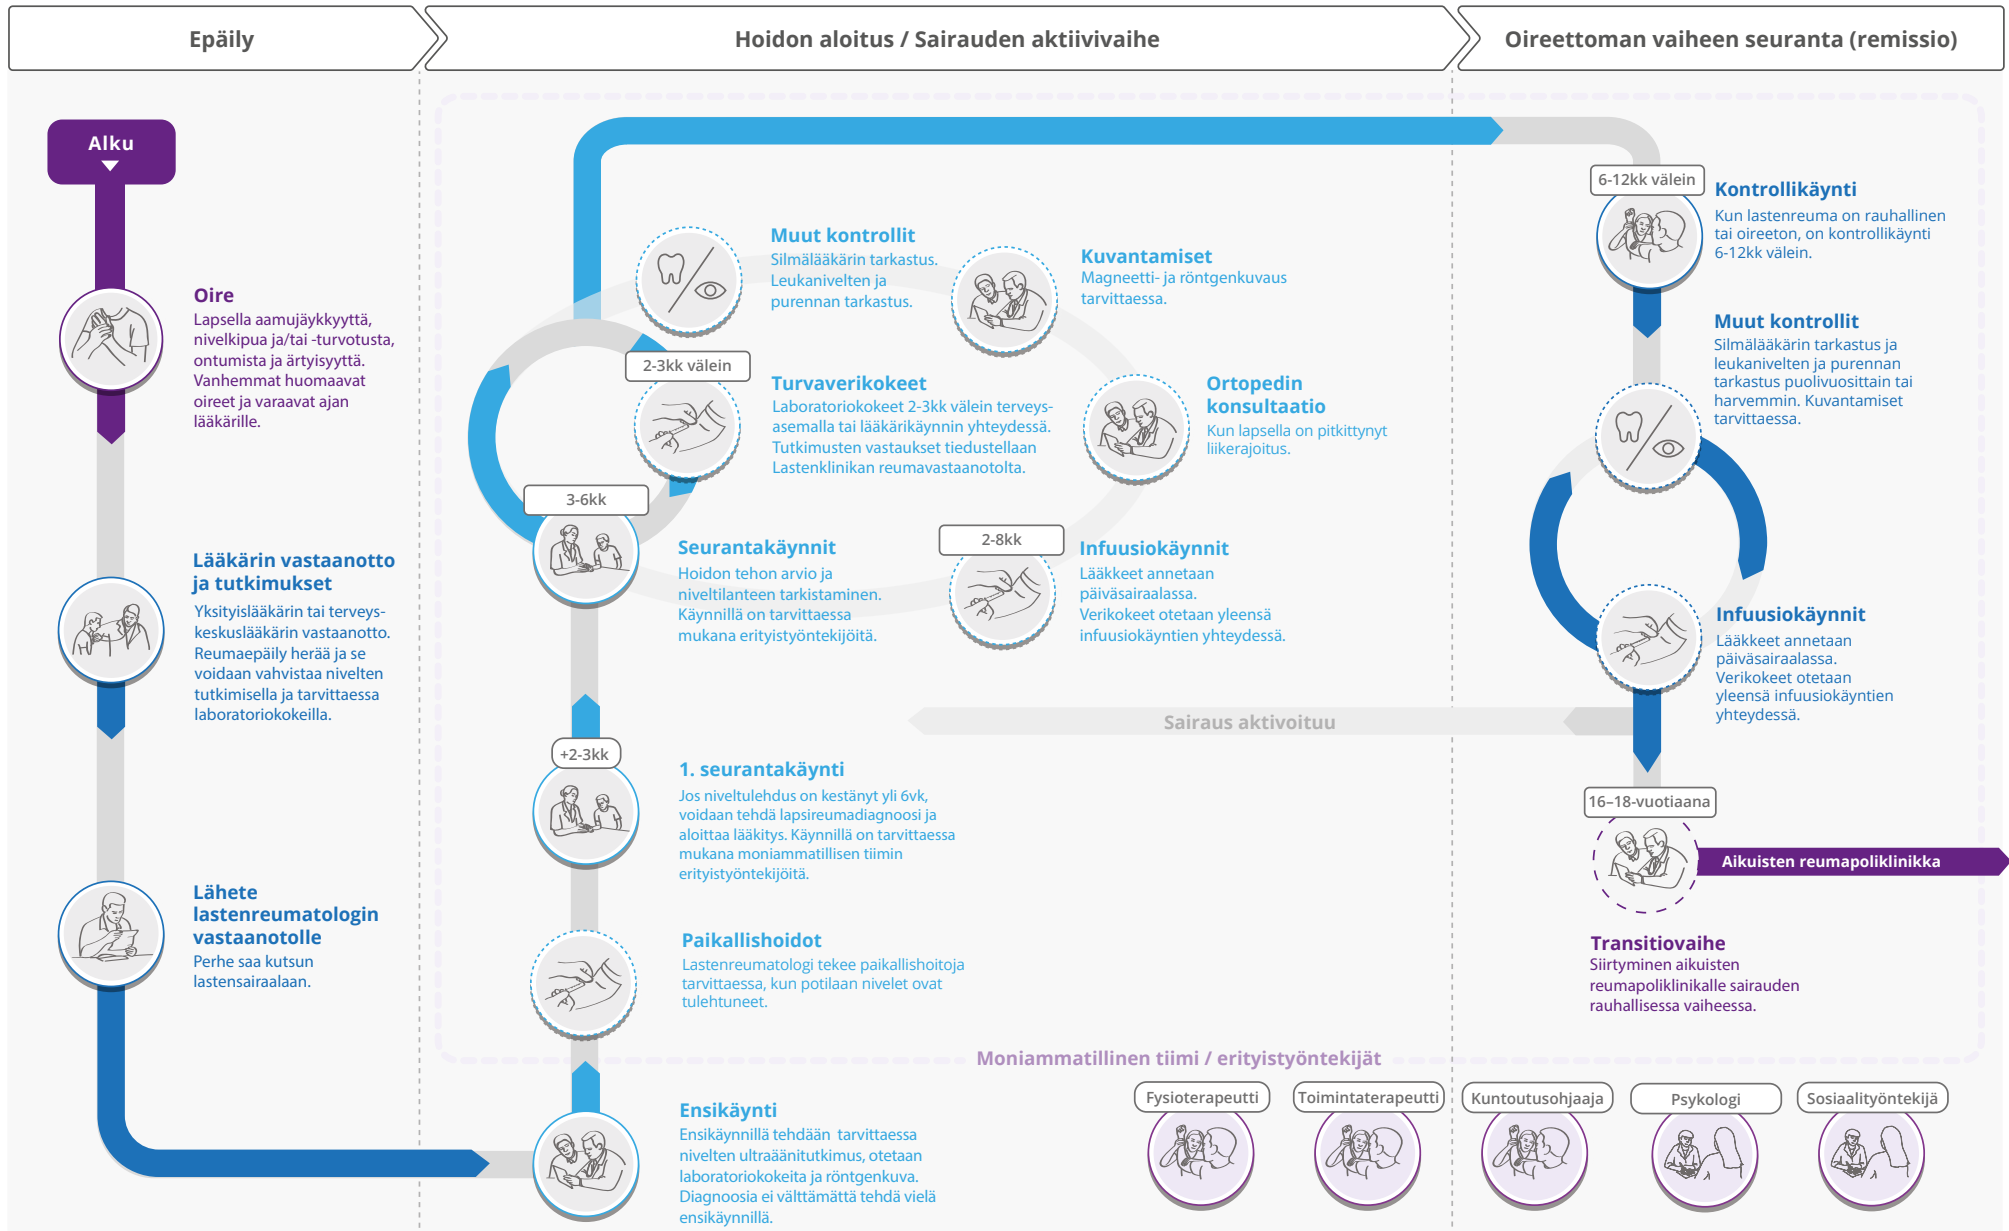 Epäily
Hoidon aloitus / Sairauden aktiivivaihe
Oireettoman vaiheen seuranta (remissio)
Alku
Oire
Lapsella aamujäykkyyttä,
nivelkipua ja/tai -turvotusta,
ontumista ja ärtyisyyttä.
Vanhemmat huomaavat
oireet ja varaavat ajan
lääkärille.
Lääkärin vastaanotto
ja tutkimukset
Yksityislääkärin tai terveys-
keskuslääkärin vastaanotto.
Reumaepäily herää ja se
voidaan vahvistaa nivelten
tutkimisella ja tarvittaessa
laboratoriokokeilla.
Lähete
lastenreumatologin
vastaanotolle
Perhe saa kutsun
lastensairaalaan.
Muut kontrollit
Silmälääkärin tarkastus.
Leukanivelten ja
purennan tarkastus.
Kuvantamiset
Magneetti- ja röntgenkuvaus
tarvittaessa.
2-3kk välein
Turvaverikokeet
Laboratoriokokeet 2-3kk välein terveys-
asemalla tai lääkärikäynnin yhteydessä.
Tutkimusten vastaukset tiedustellaan
Lastenklinikan reumavastaanotolta.
Ortopedin
konsultaatio
Kun lapsella on pitkittynyt
liikerajoitus.
3-6kk
Seurantakäynnit
Hoidon tehon arvio ja
niveltilanteen tarkistaminen.
Käynnillä on tarvittaessa
mukana erityistyöntekijöitä.
2-8kk
Infuusiokäynnit
Lääkkeet annetaan
päiväsairaalassa.
Verikokeet otetaan yleensä
infuusiokäyntien yhteydessä.
Sairaus aktivoituu
+2-3kk
1. seurantakäynti
Jos niveltulehdus on kestänyt yli 6vk,
voidaan tehdä lapsireumadiagnoosi ja
aloittaa lääkitys. Käynnillä on tarvittaessa
mukana moniammatillisen tiimin
erityistyöntekijöitä.
Paikallishoidot
Lastenreumatologi tekee paikallishoitoja
tarvittaessa, kun potilaan nivelet ovat
tulehtuneet.
Ensikäynti
Ensikäynnillä tehdään tarvittaessa
nivelten ultraäänitutkimus, otetaan
laboratoriokokeita ja röntgenkuva.
Diagnoosia ei välttämättä tehdä vielä
ensikäynnillä.
6-12kk välein
Kontrollikäynti
Kun lastenreuma on rauhallinen
tai oireeton, on kontrollikäynti
6-12kk välein.
Muut kontrollit
Silmälääkärin tarkastus ja
leukanivelten ja purennan
tarkastus puolivuosittain tai
harvemmin. Kuvantamiset
tarvittaessa.
Infuusiokäynnit
Lääkkeet annetaan
päiväsairaalassa.
Verikokeet otetaan
yleensä infuusiokäyntien
yhteydessä.
16–18-vuotiaana
Aikuisten reumapoliklinikka
Transitiovaihe
Siirtyminen aikuisten
reumapoliklinikalle sairauden
rauhallisessa vaiheessa.
Moniammatillinen tiimi / erityistyöntekijät
Fysioterapeutti
Toimintaterapeutti
Kuntoutusohjaaja
Psykologi
Sosiaalityöntekijä